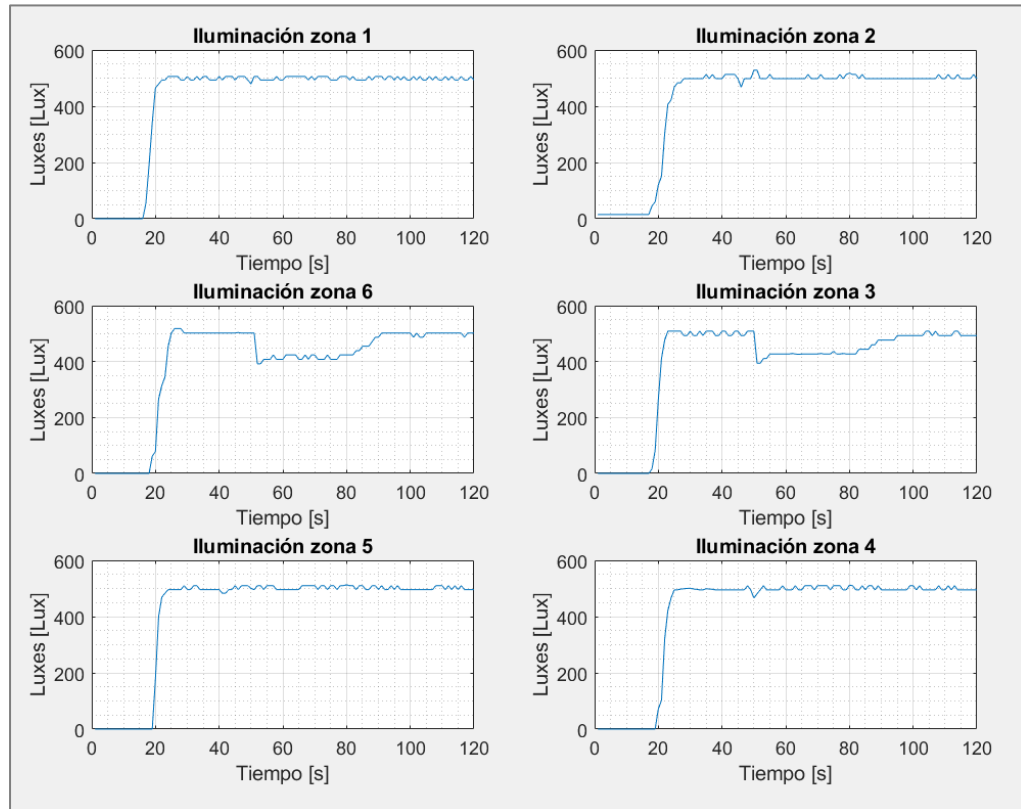 Iluminación zona 1
600
400
200
0
Luxes [Lux]
0 20 40 60 80 100 120
Tiempo [s]
Iluminación zona 2
600
400
200
0
Luxes [Lux]
0 20 40 60 80 100 120
Tiempo [s]
Iluminación zona 6
600
400
200
0
Luxes [Lux]
0 20 40 60 80 100 120
Tiempo [s]
Iluminación zona 3
600
400
200
0
Luxes [Lux]
0 20 40 60 80 100 120
Tiempo [s]
Iluminación zona 5
600
400
200
0
Luxes [Lux]
0 20 40 60 80 100 120
Tiempo [s]
Iluminación zona 4
600
400
200
0
Luxes [Lux]
0 20 40 60 80 100 120
Tiempo [s]